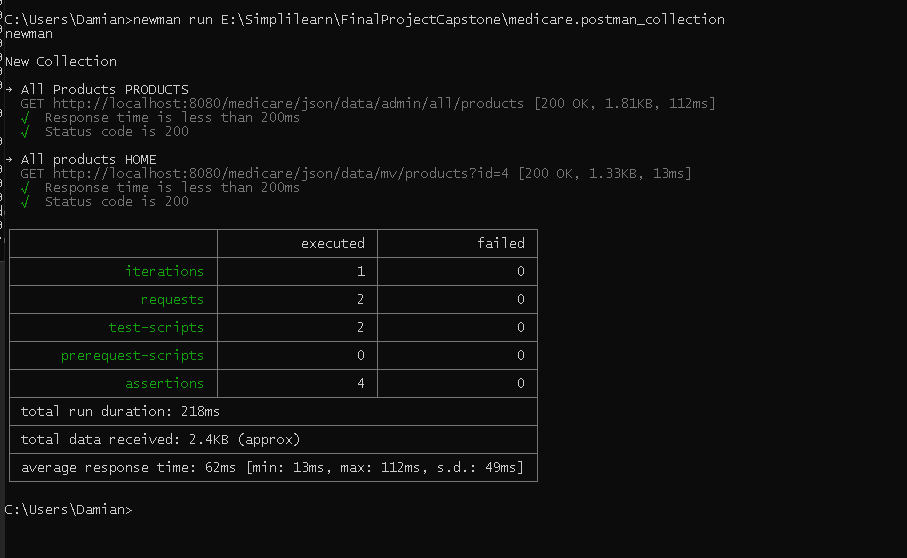 C:\Users\Damian>newman run E:\Simplilearn\FinalProjectCapstone\medicare.postman_collection
newman
New Collection
→ All Products PRODUCTS
GET http://localhost:8080/medicare/json/data/admin/all/products [200 OK, 1.81KB, 112ms]
√ Response time is less than 200ms
√ Status code is 200
→ All products HOME
GET http://localhost:8080/medicare/json/data/mv/products?id=4 [200 OK, 1.33KB, 13ms]
√ Response time is less than 200ms
√ Status code is 200
executed failed
iterations 1 0
requests 2 0
test-scripts 2 0
prerequest-scripts 0 0
assertions 4 0
total run duration: 218ms
total data received: 2.4KB (approx)
average response time: 62ms [min: 13ms, max: 112ms, s.d.: 49ms]
C:\Users\Damian>